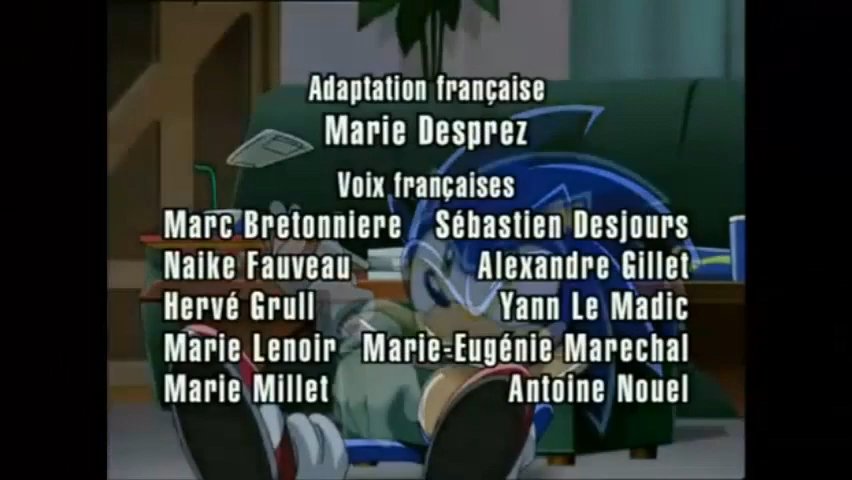 Adaptation française
Marie Desprez
Voix françaises
Marc Bretonniere Sébastien Desjours
Naike Fauveau Alexandre Gillet
Hervé Grull Yann Le Madic
Marie Lenoir Marie-Eugénie Marechal
Marie Millet Antoine Nouel